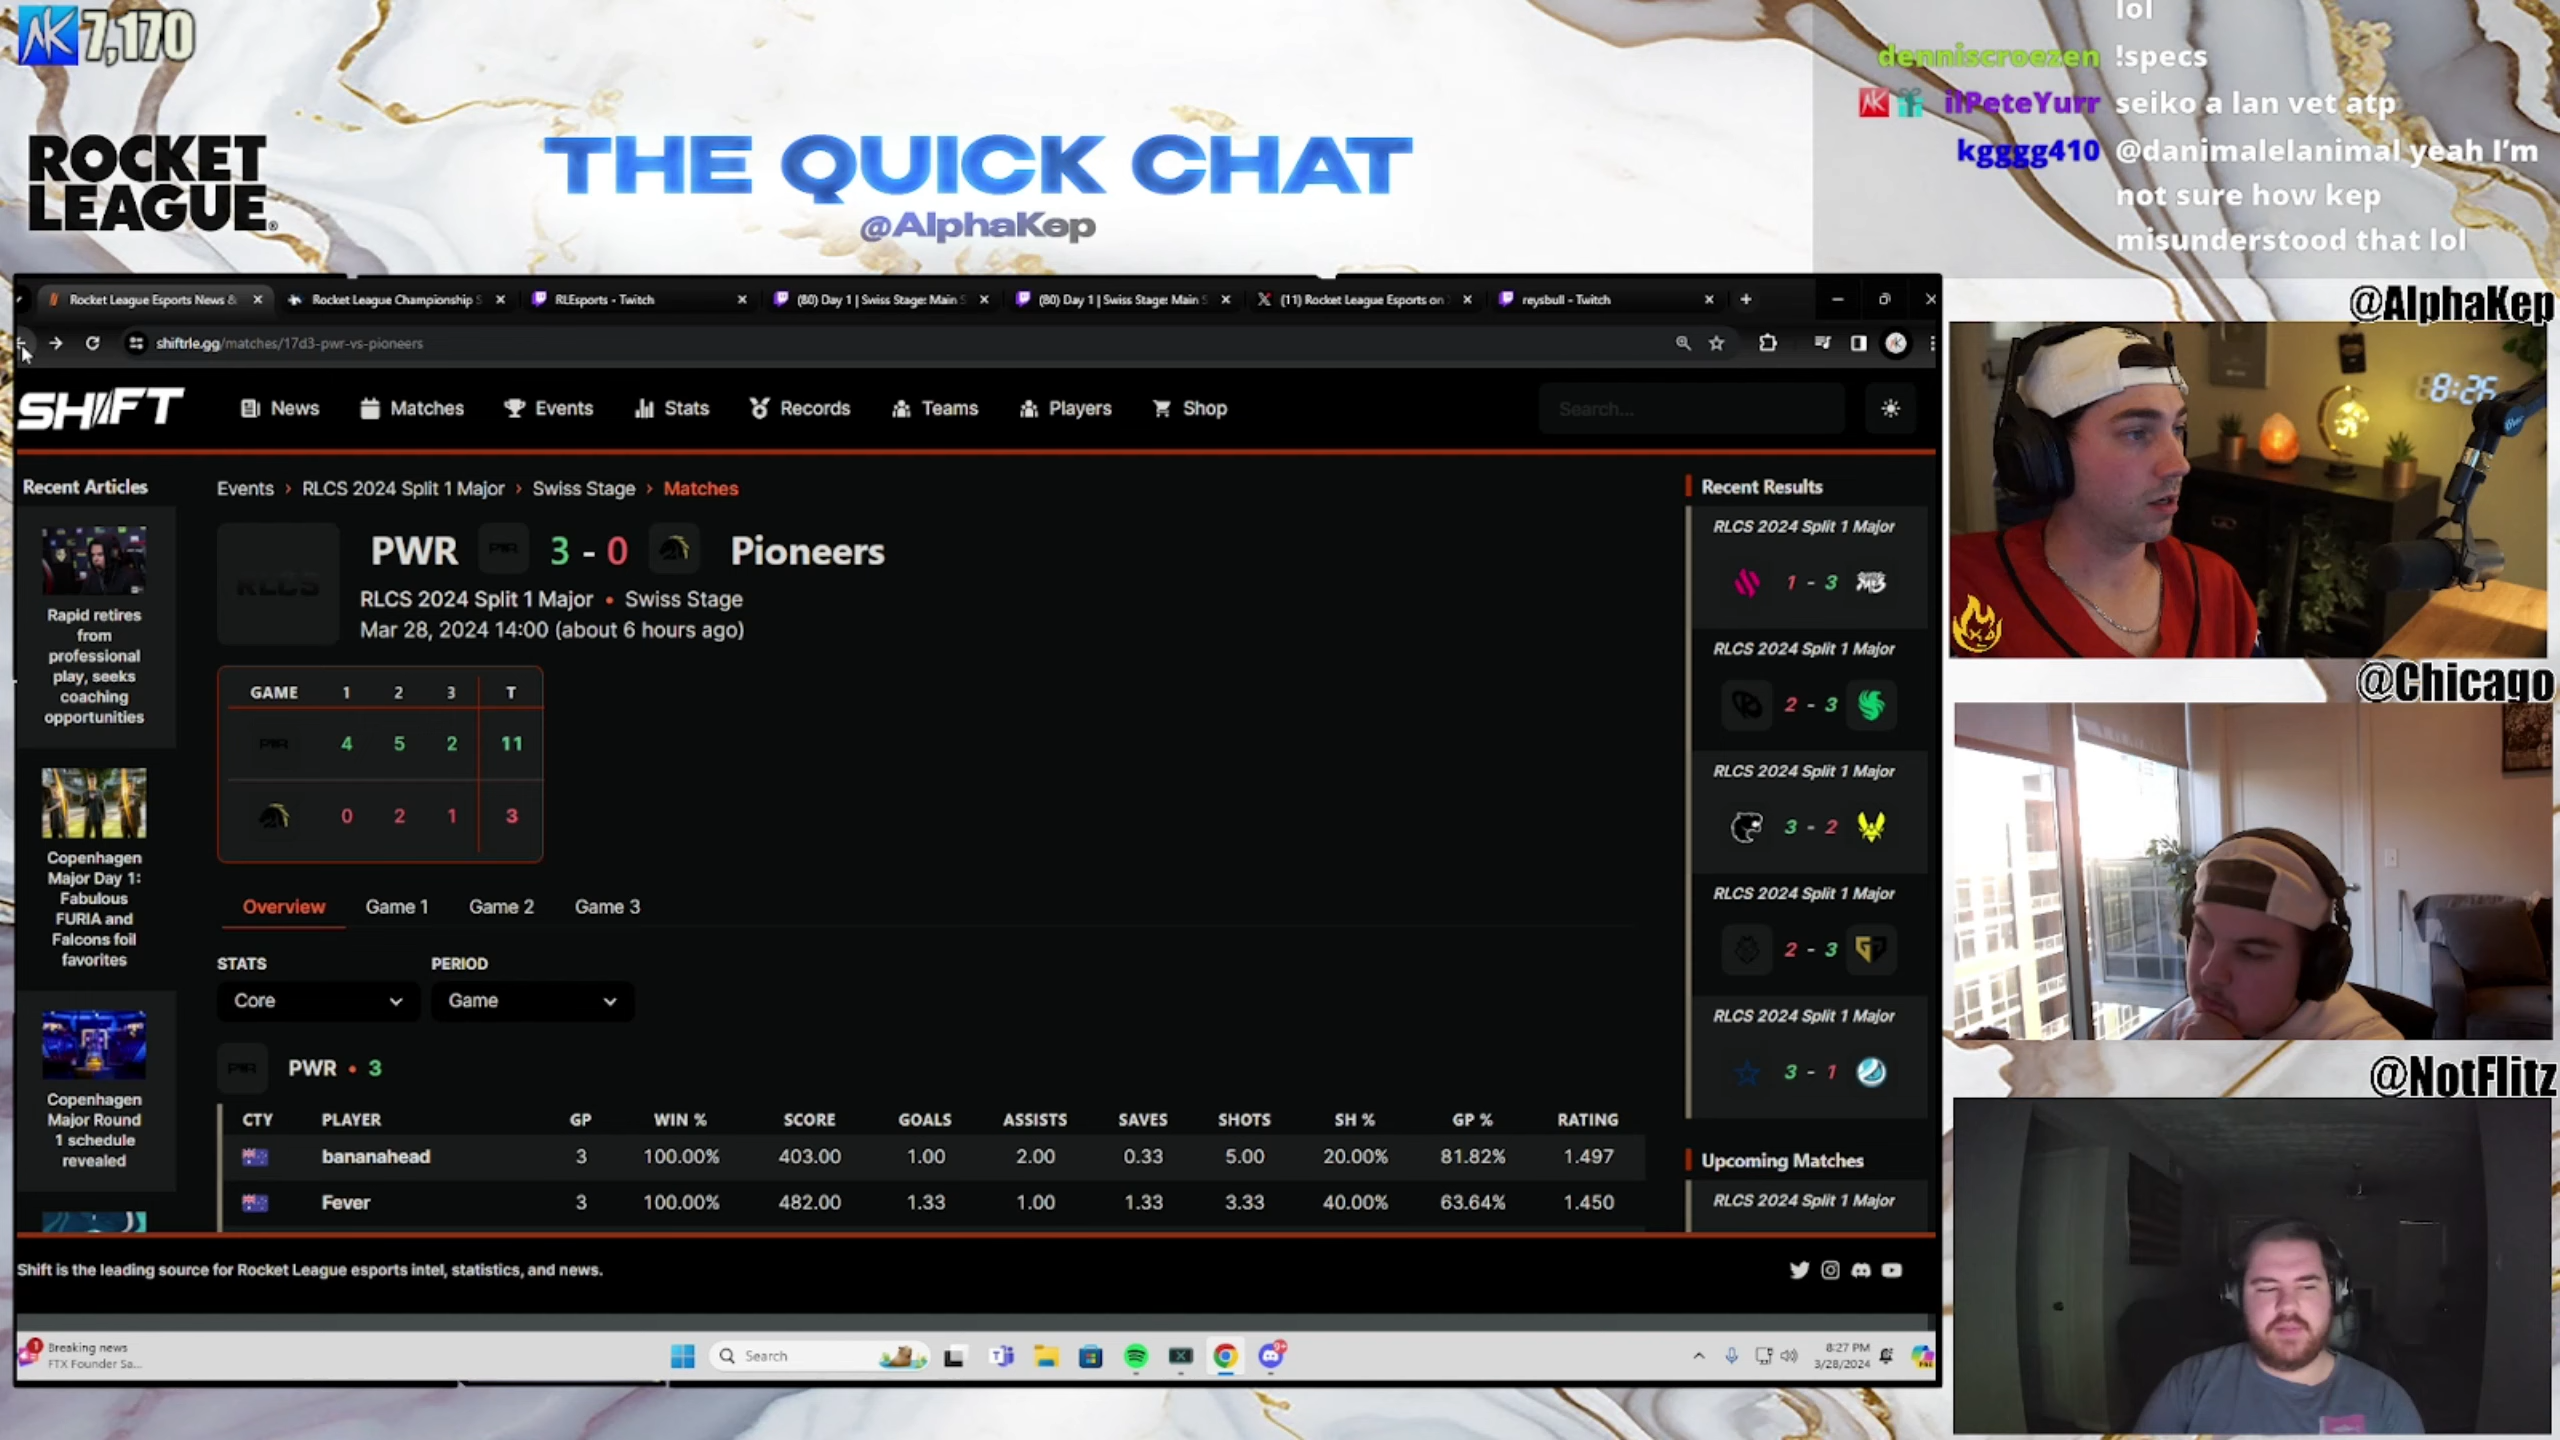 AK 7,170
lol
denniscroezen !specs
ilPeteYurr seiko a lan vet atp
kgggg410 @danimalelanimal yeah I'm
not sure how kep
misunderstood that lol
ROCKET
LEAGUE
THE QUICK CHAT
@AlphaKep
@AlphaKep
@Chicago
@NotFlitz
8:26
Rocket League Esports News &
Rocket League Championship S
RLEsports - Twitch
(80) Day 1 | Swiss Stage: Main S
(80) Day 1 | Swiss Stage: Main S
(11) Rocket League Esports on
reysbull - Twitch
shiftrle.gg/matches/17d3-pwr-vs-pioneers
SHIFT
News Matches Events Stats Records Teams Players Shop
Search...
Recent Articles
Rapid retires
from
professional
play, seeks
coaching
opportunities
Copenhagen
Major Day 1:
Fabulous
FURIA and
Falcons foil
favorites
Copenhagen
Major Round
1 schedule
revealed
Events > RLCS 2024 Split 1 Major > Swiss Stage > Matches
RLCS
PWR PWR 3 - 0 Pioneers
RLCS 2024 Split 1 Major • Swiss Stage
Mar 28, 2024 14:00 (about 6 hours ago)
GAME 1 2 3 T
PWR 4 5 2 11
0 2 1 3
Overview Game 1 Game 2 Game 3
STATS PERIOD
Core Game
PWR PWR • 3
CTY PLAYER GP WIN % SCORE GOALS ASSISTS SAVES SHOTS SH % GP % RATING
bananahead 3 100.00% 403.00 1.00 2.00 0.33 5.00 20.00% 81.82% 1.497
Fever 3 100.00% 482.00 1.33 1.00 1.33 3.33 40.00% 63.64% 1.450
Recent Results
RLCS 2024 Split 1 Major
1 - 3
RLCS 2024 Split 1 Major
2 - 3
RLCS 2024 Split 1 Major
3 - 2
RLCS 2024 Split 1 Major
2 - 3
RLCS 2024 Split 1 Major
3 - 1
Upcoming Matches
RLCS 2024 Split 1 Major
Shift is the leading source for Rocket League esports intel, statistics, and news.
1
Breaking news
FTX Founder Sa...
Search
9+
8:27 PM
3/28/2024